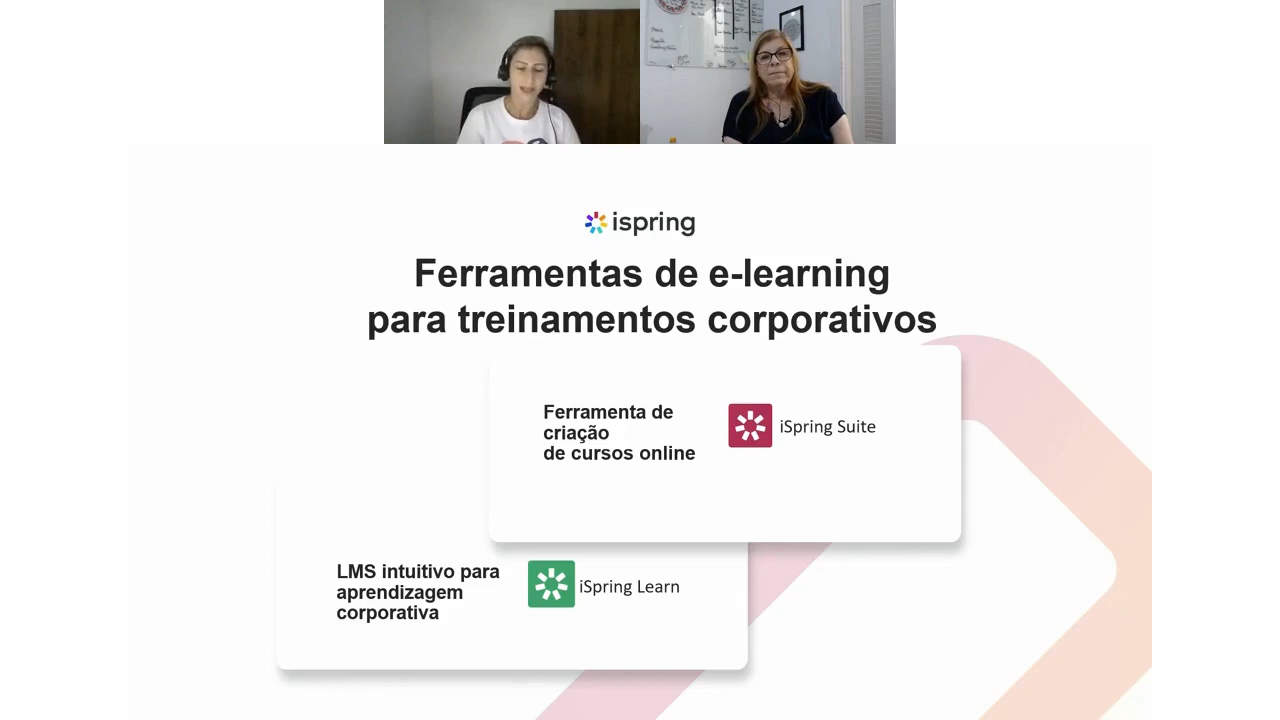 ispring
Ferramentas de e-learning
para treinamentos corporativos
Ferramenta de
criação
de cursos online
iSpring Suite
LMS intuitivo para
aprendizagem
corporativa
iSpring Learn